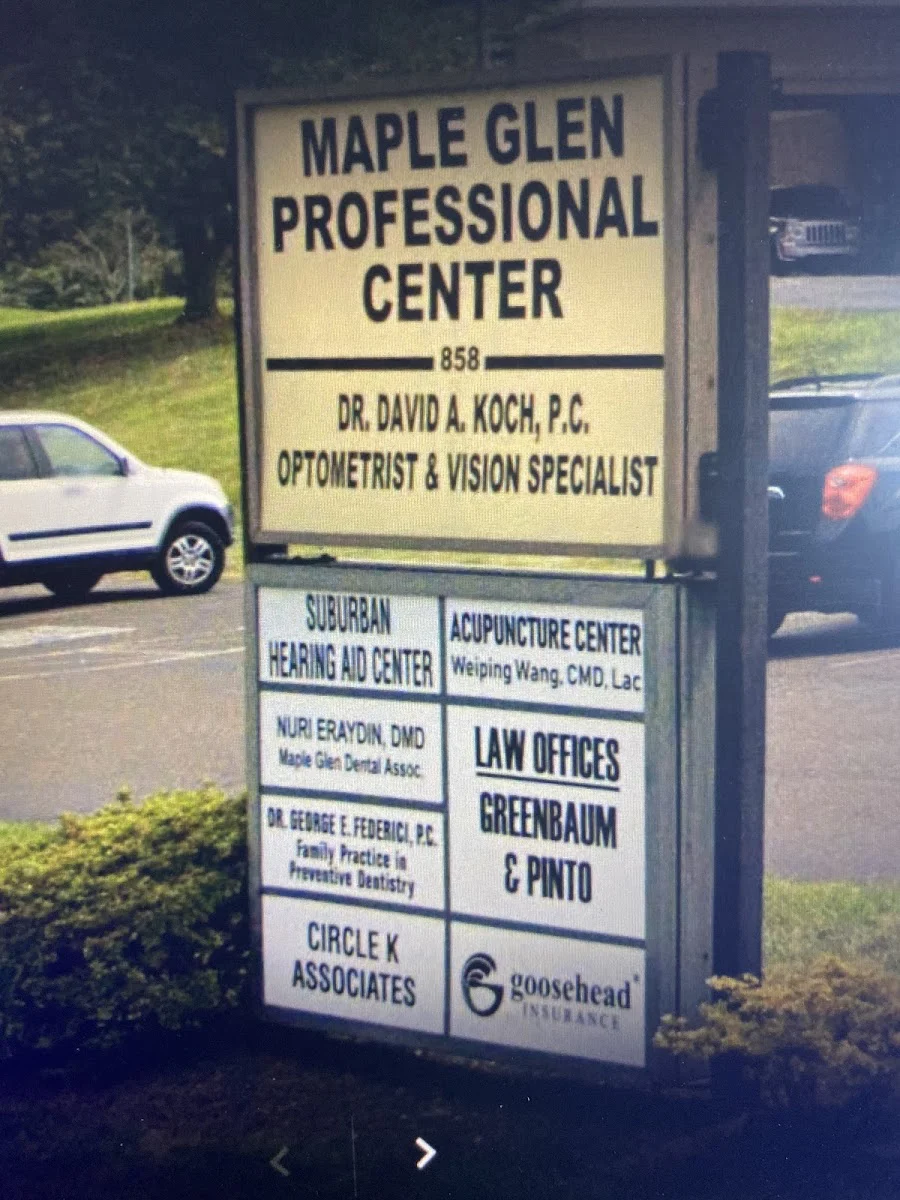 MAPLE GLEN
PROFESSIONAL
CENTER
858
DR. DAVID A. KOCH, P.C.
OPTOMETRIST & VISION SPECIALIST
SUBURBAN
HEARING AID CENTER
ACUPUNCTURE CENTER
Weiping Wang, CMD, Lac
NURI ERAYDIN, DMD
Maple Glen Dental Assoc.
LAW OFFICES
GREENBAUM
& PINTO
DR. GEORGE E. FEDERICI, P.C.
Family Practice in
Preventive Dentistry
CIRCLE K
ASSOCIATES
goosehead
INSURANCE